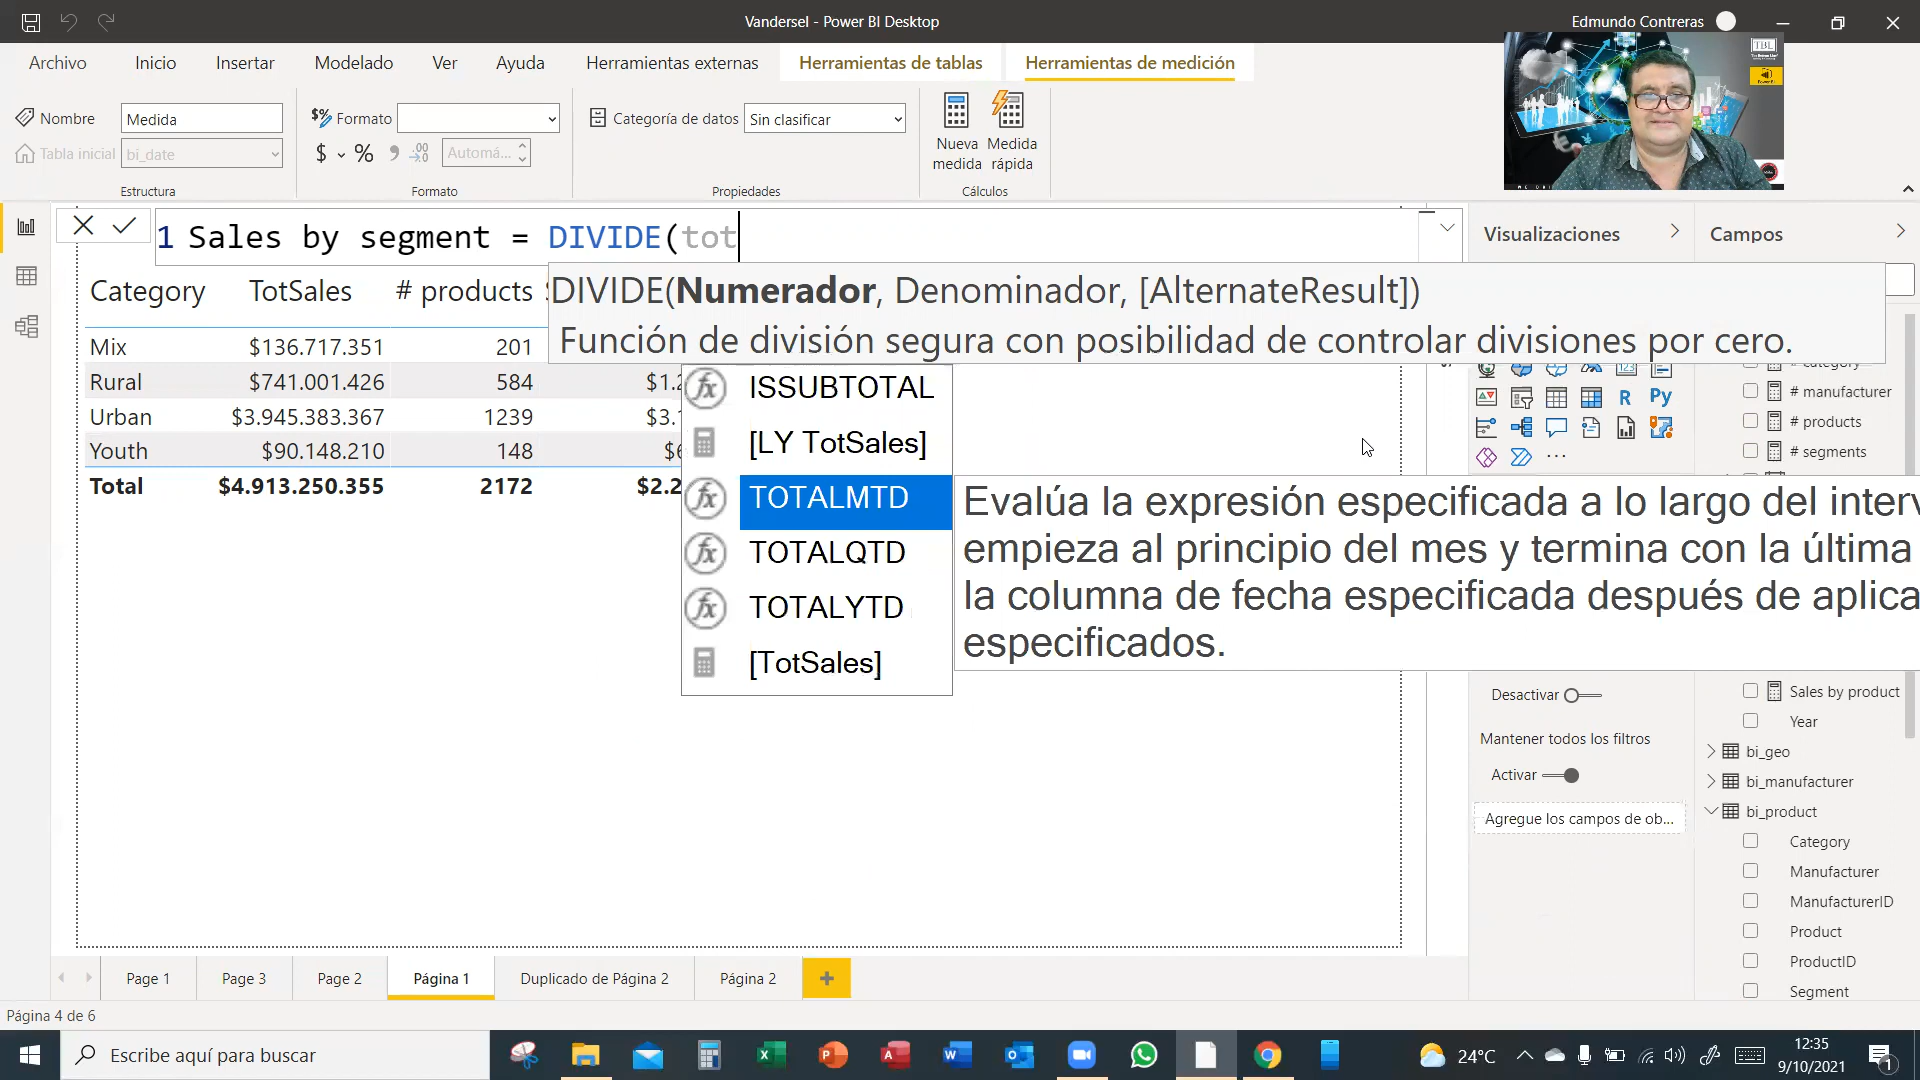 Vandersel - Power BI Desktop
Edmundo Contreras
Archivo
Inicio
Insertar
Modelado
Ver
Ayuda
Herramientas externas
Herramientas de tablas
Herramientas de medición
TBL
Nombre
Medida
Formato
Categoría de datos
Sin clasificar
Nueva medida
Medida rápida
Tabla inicial
bi_date
$ %
Automá...
Estructura
Formato
Propiedades
Cálculos
1 Sales by segment = DIVIDE(tot
Visualizaciones
Campos
DIVIDE(Numerador, Denominador, [AlternateResult])
Función de división segura con posibilidad de controlar divisiones por cero.
Category TotSales # products
Mix $136.717.351 201
Rural $741.001.426 584 $1.2
Urban $3.945.383.367 1239 $3.1
Youth $90.148.210 148
Total $4.913.250.355 2172 $2.2
ISSUBTOTAL
[LY TotSales]
TOTALMTD
TOTALQTD
TOTALYTD
[TotSales]
Evalúa la expresión especificada a lo largo del interv
empieza al principio del mes y termina con la última
la columna de fecha especificada después de aplica
especificados.
R Py
# category
# manufacturer
# products
# segments
Desactivar
Mantener todos los filtros
Activar
Agregue los campos de ob...
Sales by product
Year
bi_geo
bi_manufacturer
bi_product
Category
Manufacturer
ManufacturerID
Product
ProductID
Segment
Page 1
Page 3
Page 2
Página 1
Duplicado de Página 2
Página 2
+
Página 4 de 6
Escribe aquí para buscar
24°C
12:35
9/10/2021
1